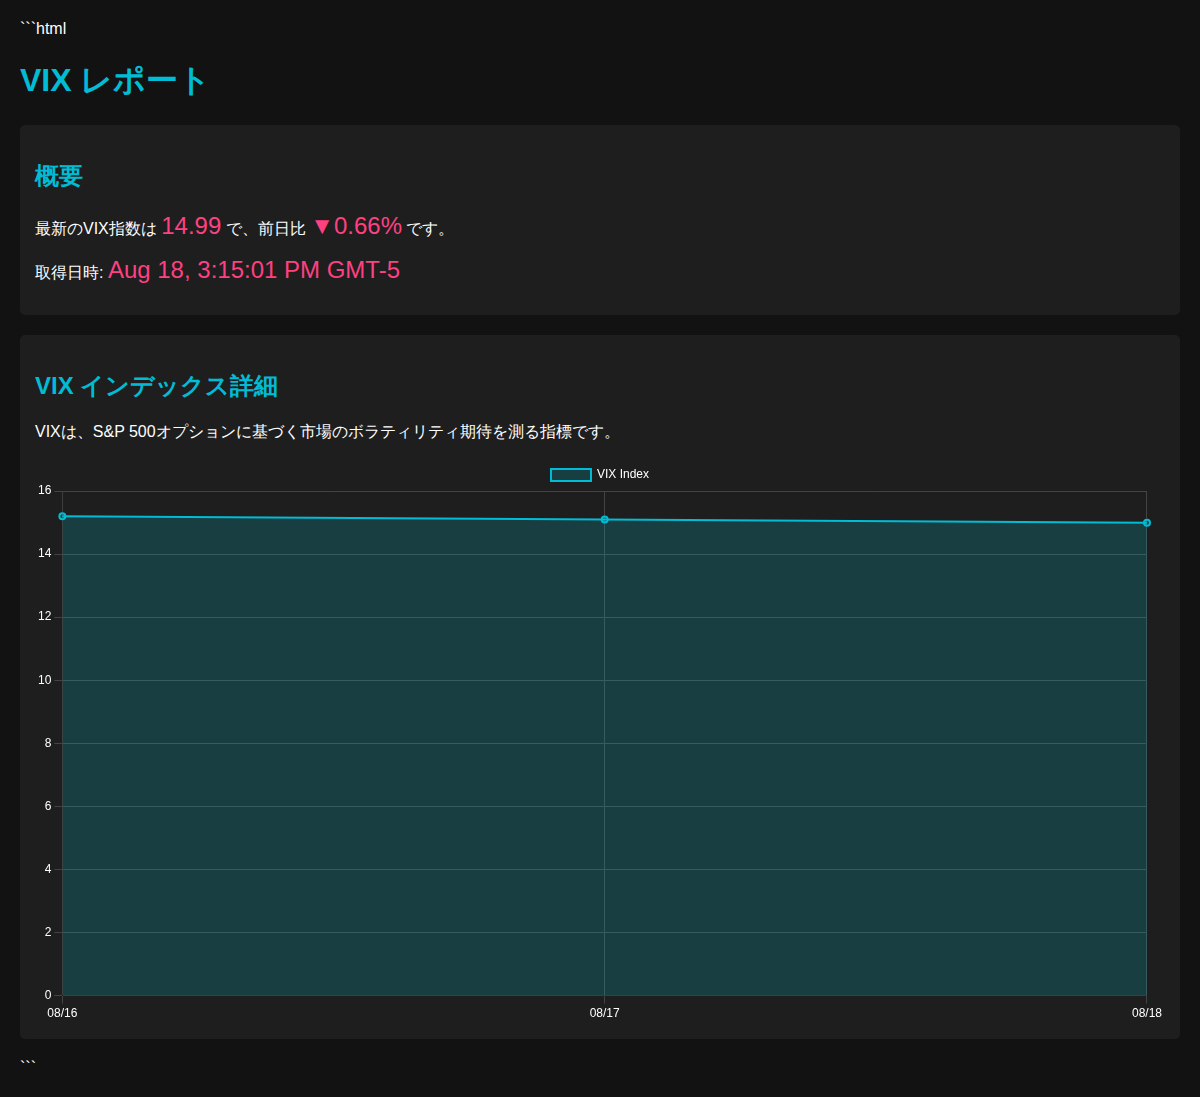 ```html
VIX レポート
概要
最新のVIX指数は 14.99 で、前日比 ▼0.66% です。
取得日時: Aug 18, 3:15:01 PM GMT-5
VIX インデックス詳細
VIXは、S&P 500オプションに基づく市場のボラティリティ期待を測る指標です。
VIX Index
16
14
12
10
8
6
4
2
0
08/16 08/17 08/18
```